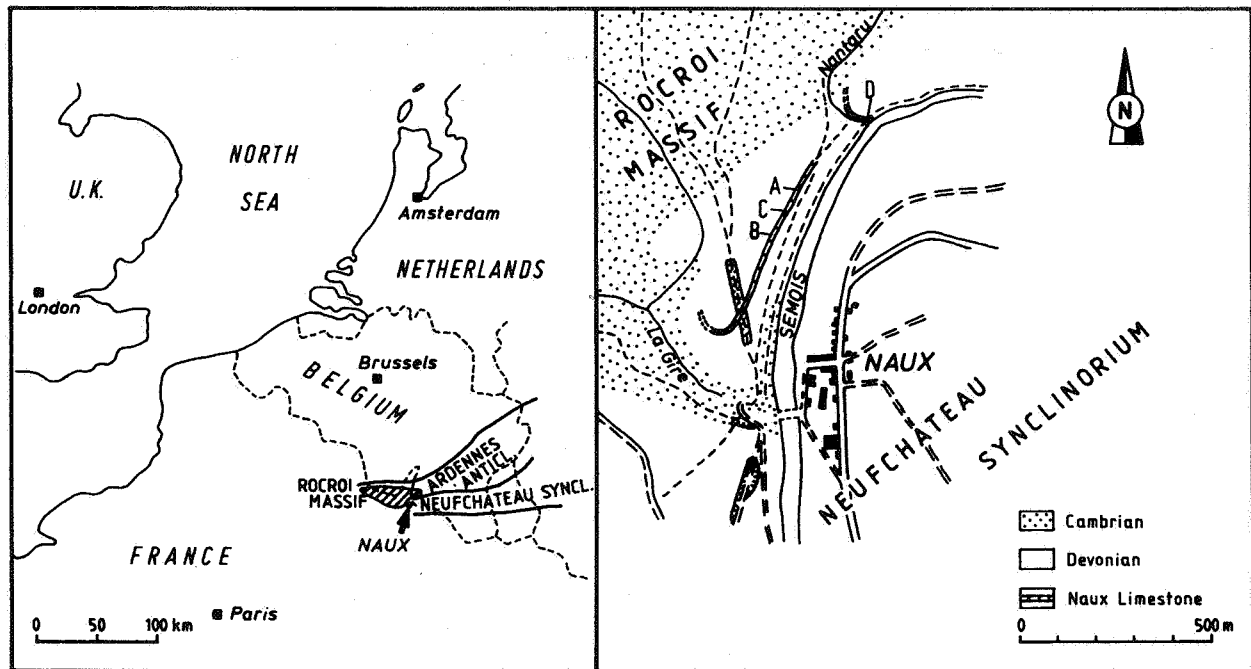 U.K.
NORTH
SEA
Amsterdam
NETHERLANDS
London
Brussels
BELGIUM
ARDENNES
ANTICL.
ROCROI
MASSIF
NEUFCHATEAU SYNCL.
NAUX
FRANCE
Paris
0 50 100 km
ROCROI
MASSIF
Nantaru
D
N
A
C
B
SEMOIS
La Gire
NAUX
NEUFCHATEAU
SYNCLINORIUM
Cambrian
Devonian
Naux Limestone
0 500 m